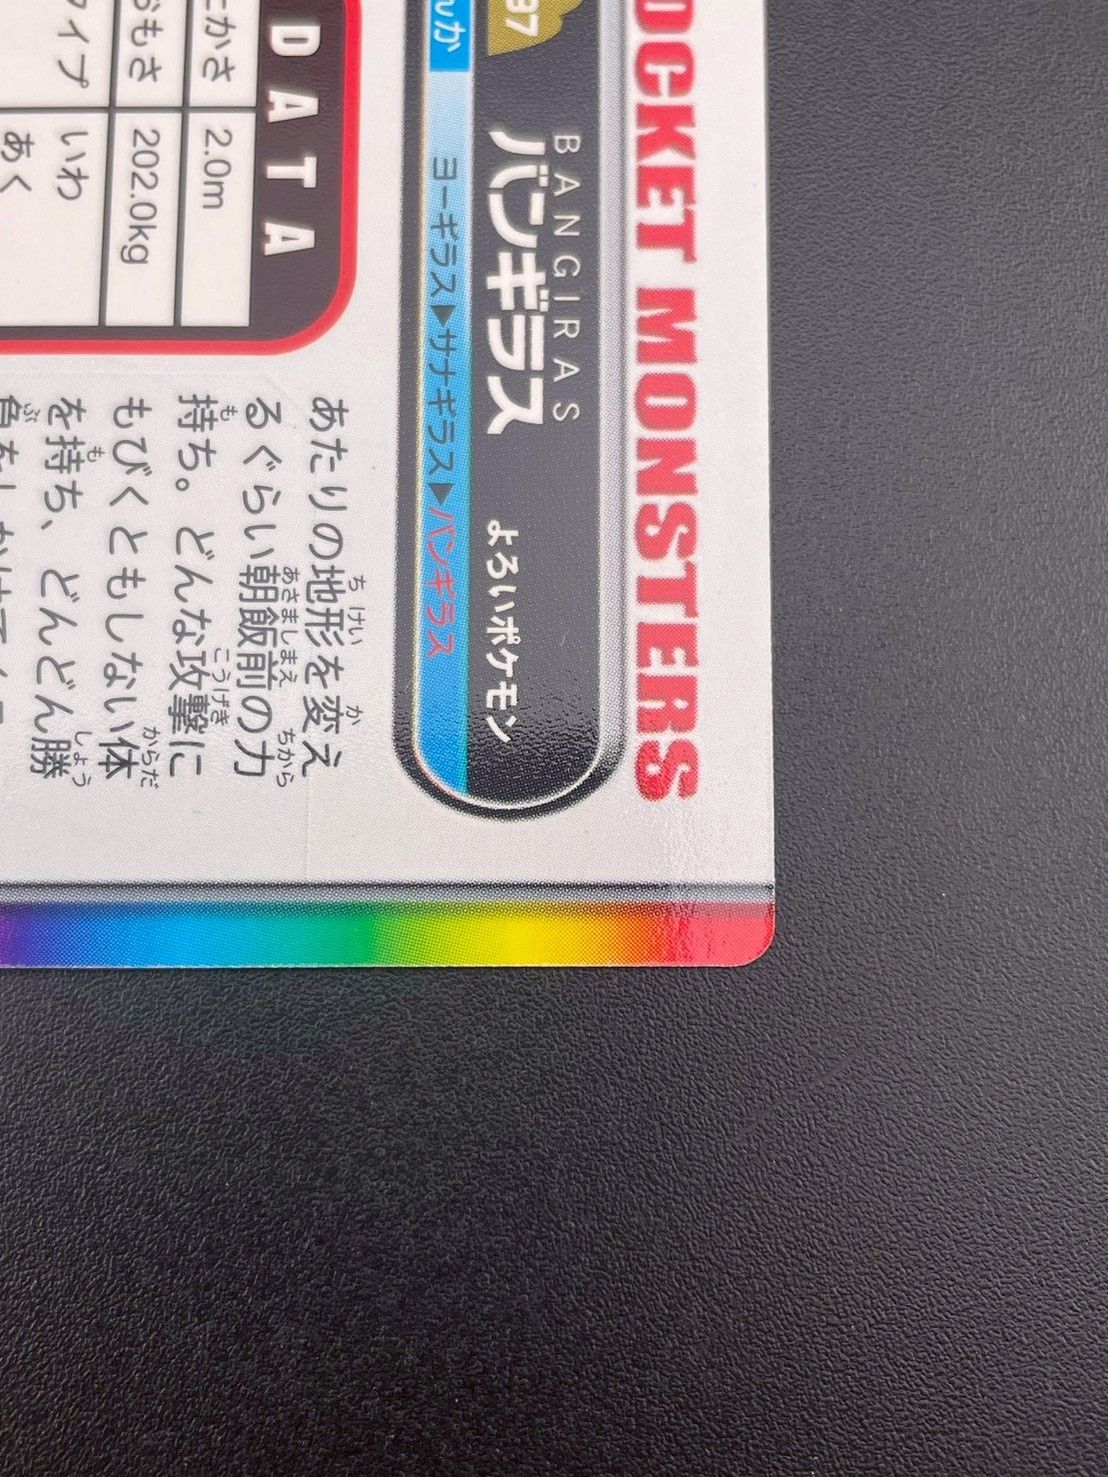 OCKET MONSTERS
37
BANGIRAS
バンギラス よろいポケモン
んか
ヨーギラス▶サナギラス▶バンギラス
DATA
たかさ 2.0m
おもさ 202.0kg
タイプ いわ
あく
あたりの地形を変え
るぐらい朝飯前の力
持ち。どんな攻撃に
もびくともしない体
を持ち、どんどん勝